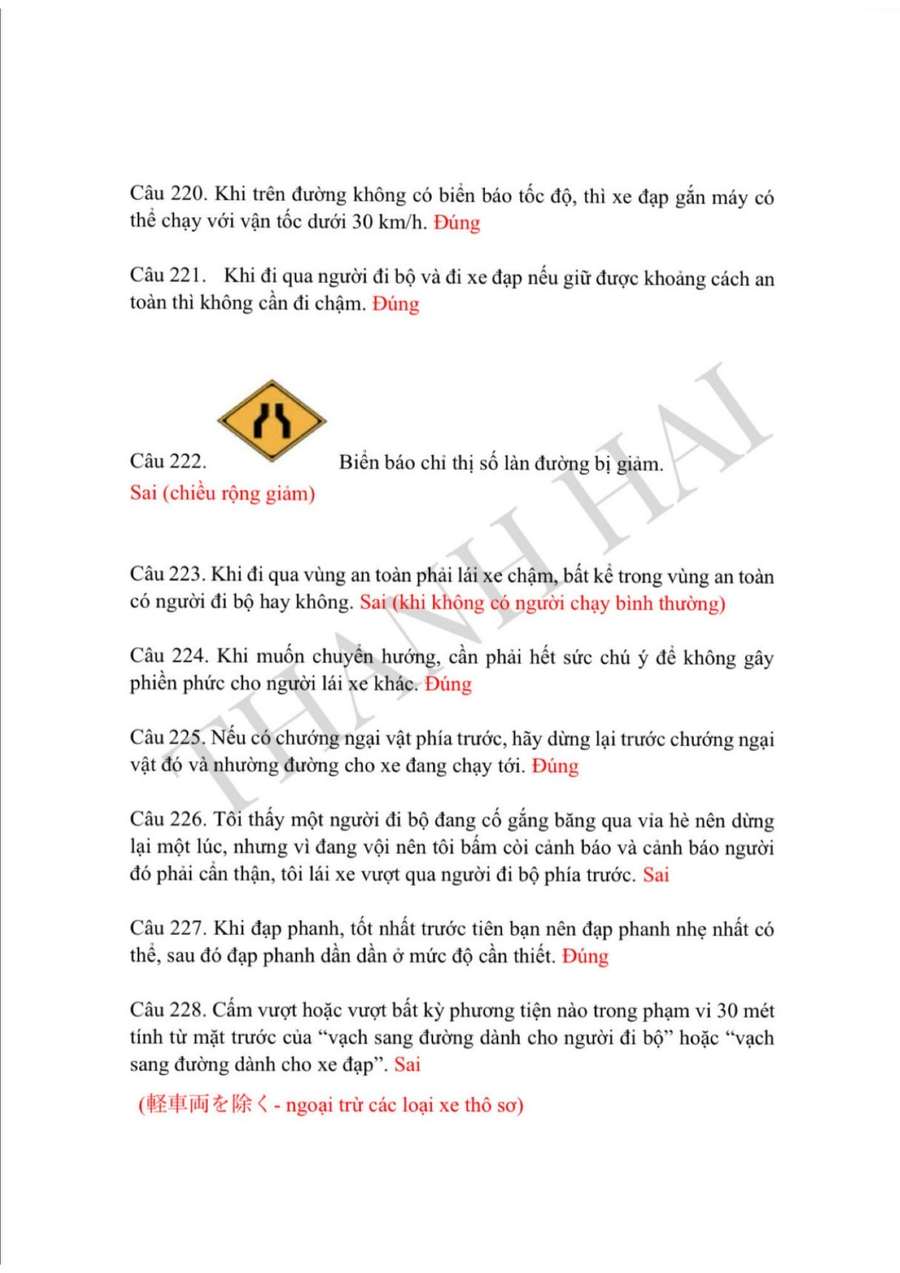 Câu 220. Khi trên đường không có biển báo tốc độ, thì xe đạp gắn máy có
thể chạy với vận tốc dưới 30 km/h. Đúng
Câu 221. Khi đi qua người đi bộ và đi xe đạp nếu giữ được khoảng cách an
toàn thì không cần đi chậm. Đúng
Câu 222. Biển báo chỉ thị số làn đường bị giảm.
Sai (chiều rộng giảm)
Câu 223. Khi đi qua vùng an toàn phải lái xe chậm, bất kể trong vùng an toàn
có người đi bộ hay không. Sai (khi không có người chạy bình thường)
Câu 224. Khi muốn chuyển hướng, cần phải hết sức chú ý để không gây
phiền phức cho người lái xe khác. Đúng
Câu 225. Nếu có chướng ngại vật phía trước, hãy dừng lại trước chướng ngại
vật đó và nhường đường cho xe đang chạy tới. Đúng
Câu 226. Tôi thấy một người đi bộ đang cố gắng băng qua vỉa hè nên dừng
lại một lúc, nhưng vì đang vội nên tôi bấm còi cảnh báo và cảnh báo người
đó phải cẩn thận, tôi lái xe vượt qua người đi bộ phía trước. Sai
Câu 227. Khi đạp phanh, tốt nhất trước tiên bạn nên đạp phanh nhẹ nhất có
thể, sau đó đạp phanh dần dần ở mức độ cần thiết. Đúng
Câu 228. Cấm vượt hoặc vượt bất kỳ phương tiện nào trong phạm vi 30 mét
tính từ mặt trước của “vạch sang đường dành cho người đi bộ” hoặc “vạch
sang đường dành cho xe đạp”. Sai
(軽車両を除く- ngoại trừ các loại xe thô sơ)
THANH HAI